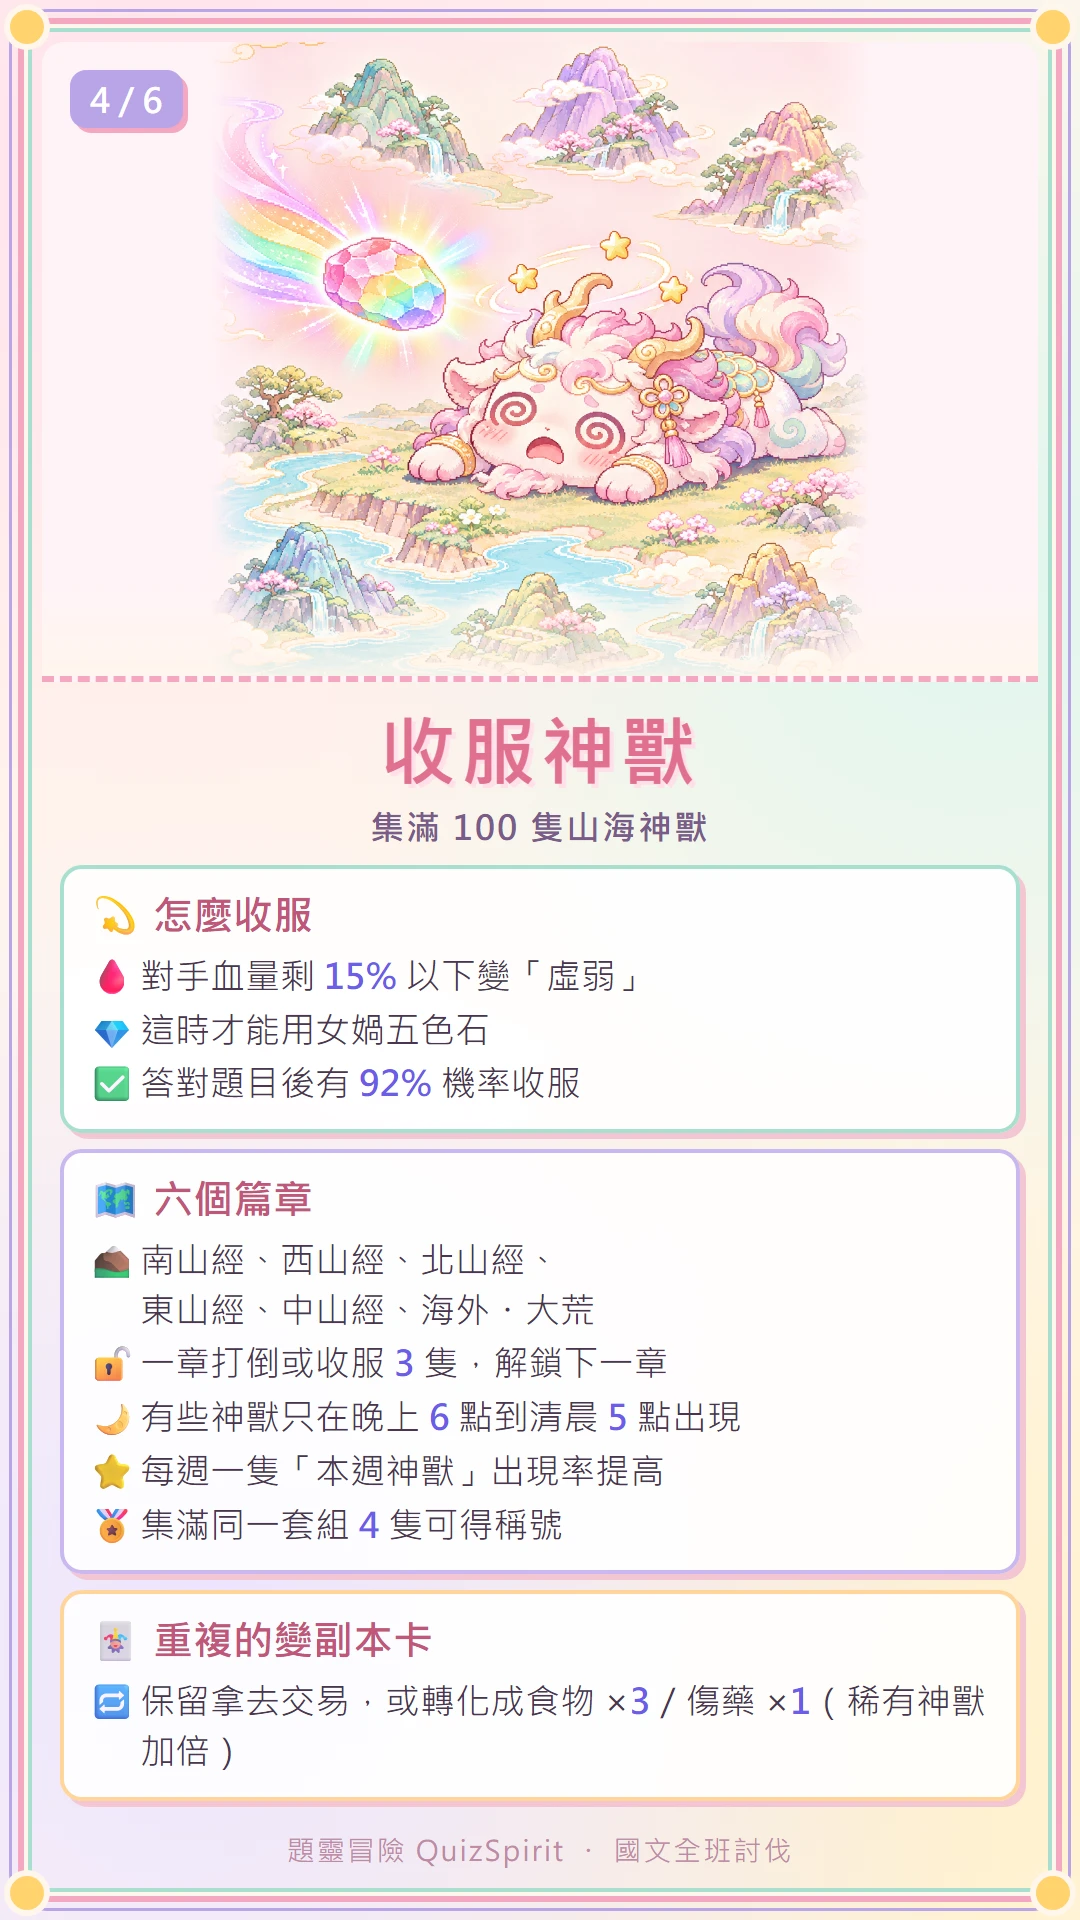 4/6
收服神獸
集滿 100 隻山海神獸
怎麼收服
對手血量剩 15% 以下變「虛弱」
這時才能用女媧五色石
答對題目後有 92% 機率收服
六個篇章
南山經、西山經、北山經、
東山經、中山經、海外・大荒
一章打倒或收服 3 隻，解鎖下一章
有些神獸只在晚上 6 點到清晨 5 點出現
每週一隻「本週神獸」出現率提高
集滿同一套組 4 隻可得稱號
重複的變副本卡
保留拿去交易，或轉化成食物 ×3 / 傷藥 ×1（稀有神獸
加倍）
題靈冒險 QuizSpirit · 國文全班討伐